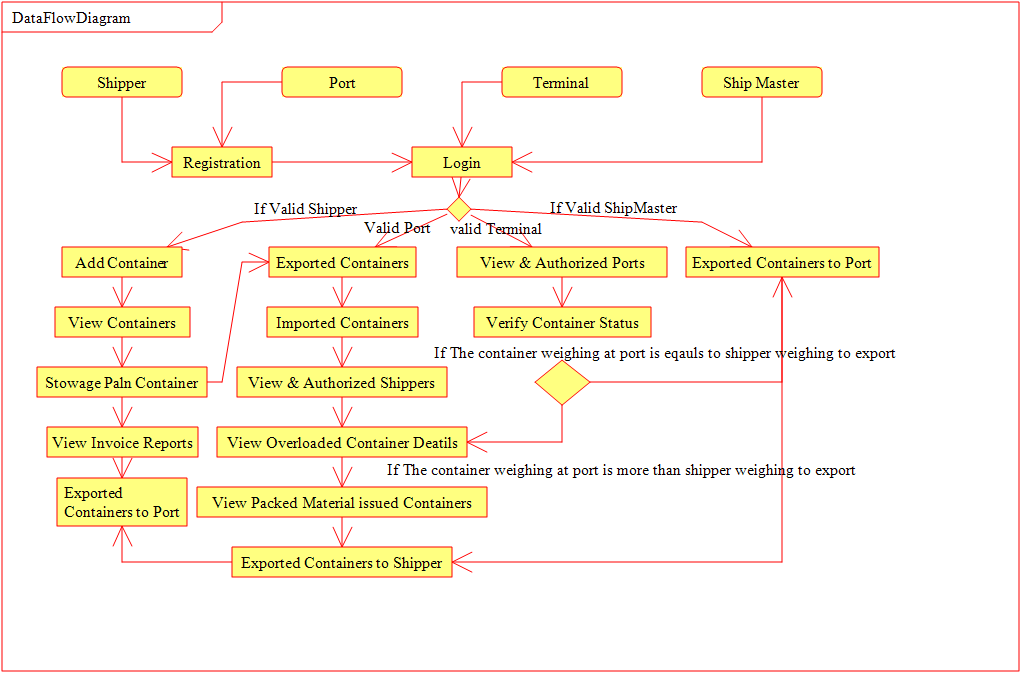 DataFlowDiagram
Shipper
Port
Terminal
Ship Master
Registration
Login
If Valid Shipper
Valid Port
valid Terminal
If Valid ShipMaster
Add Container
Exported Containers
View & Authorized Ports
Exported Containers to Port
View Containers
Imported Containers
Verify Container Status
If The container weighing at port is eqauls to shipper weighing to export
Stowage Paln Container
View & Authorized Shippers
View Invoice Reports
View Overloaded Container Deatils
If The container weighing at port is more than shipper weighing to export
Exported
Containers to Port
View Packed Material issued Containers
Exported Containers to Shipper